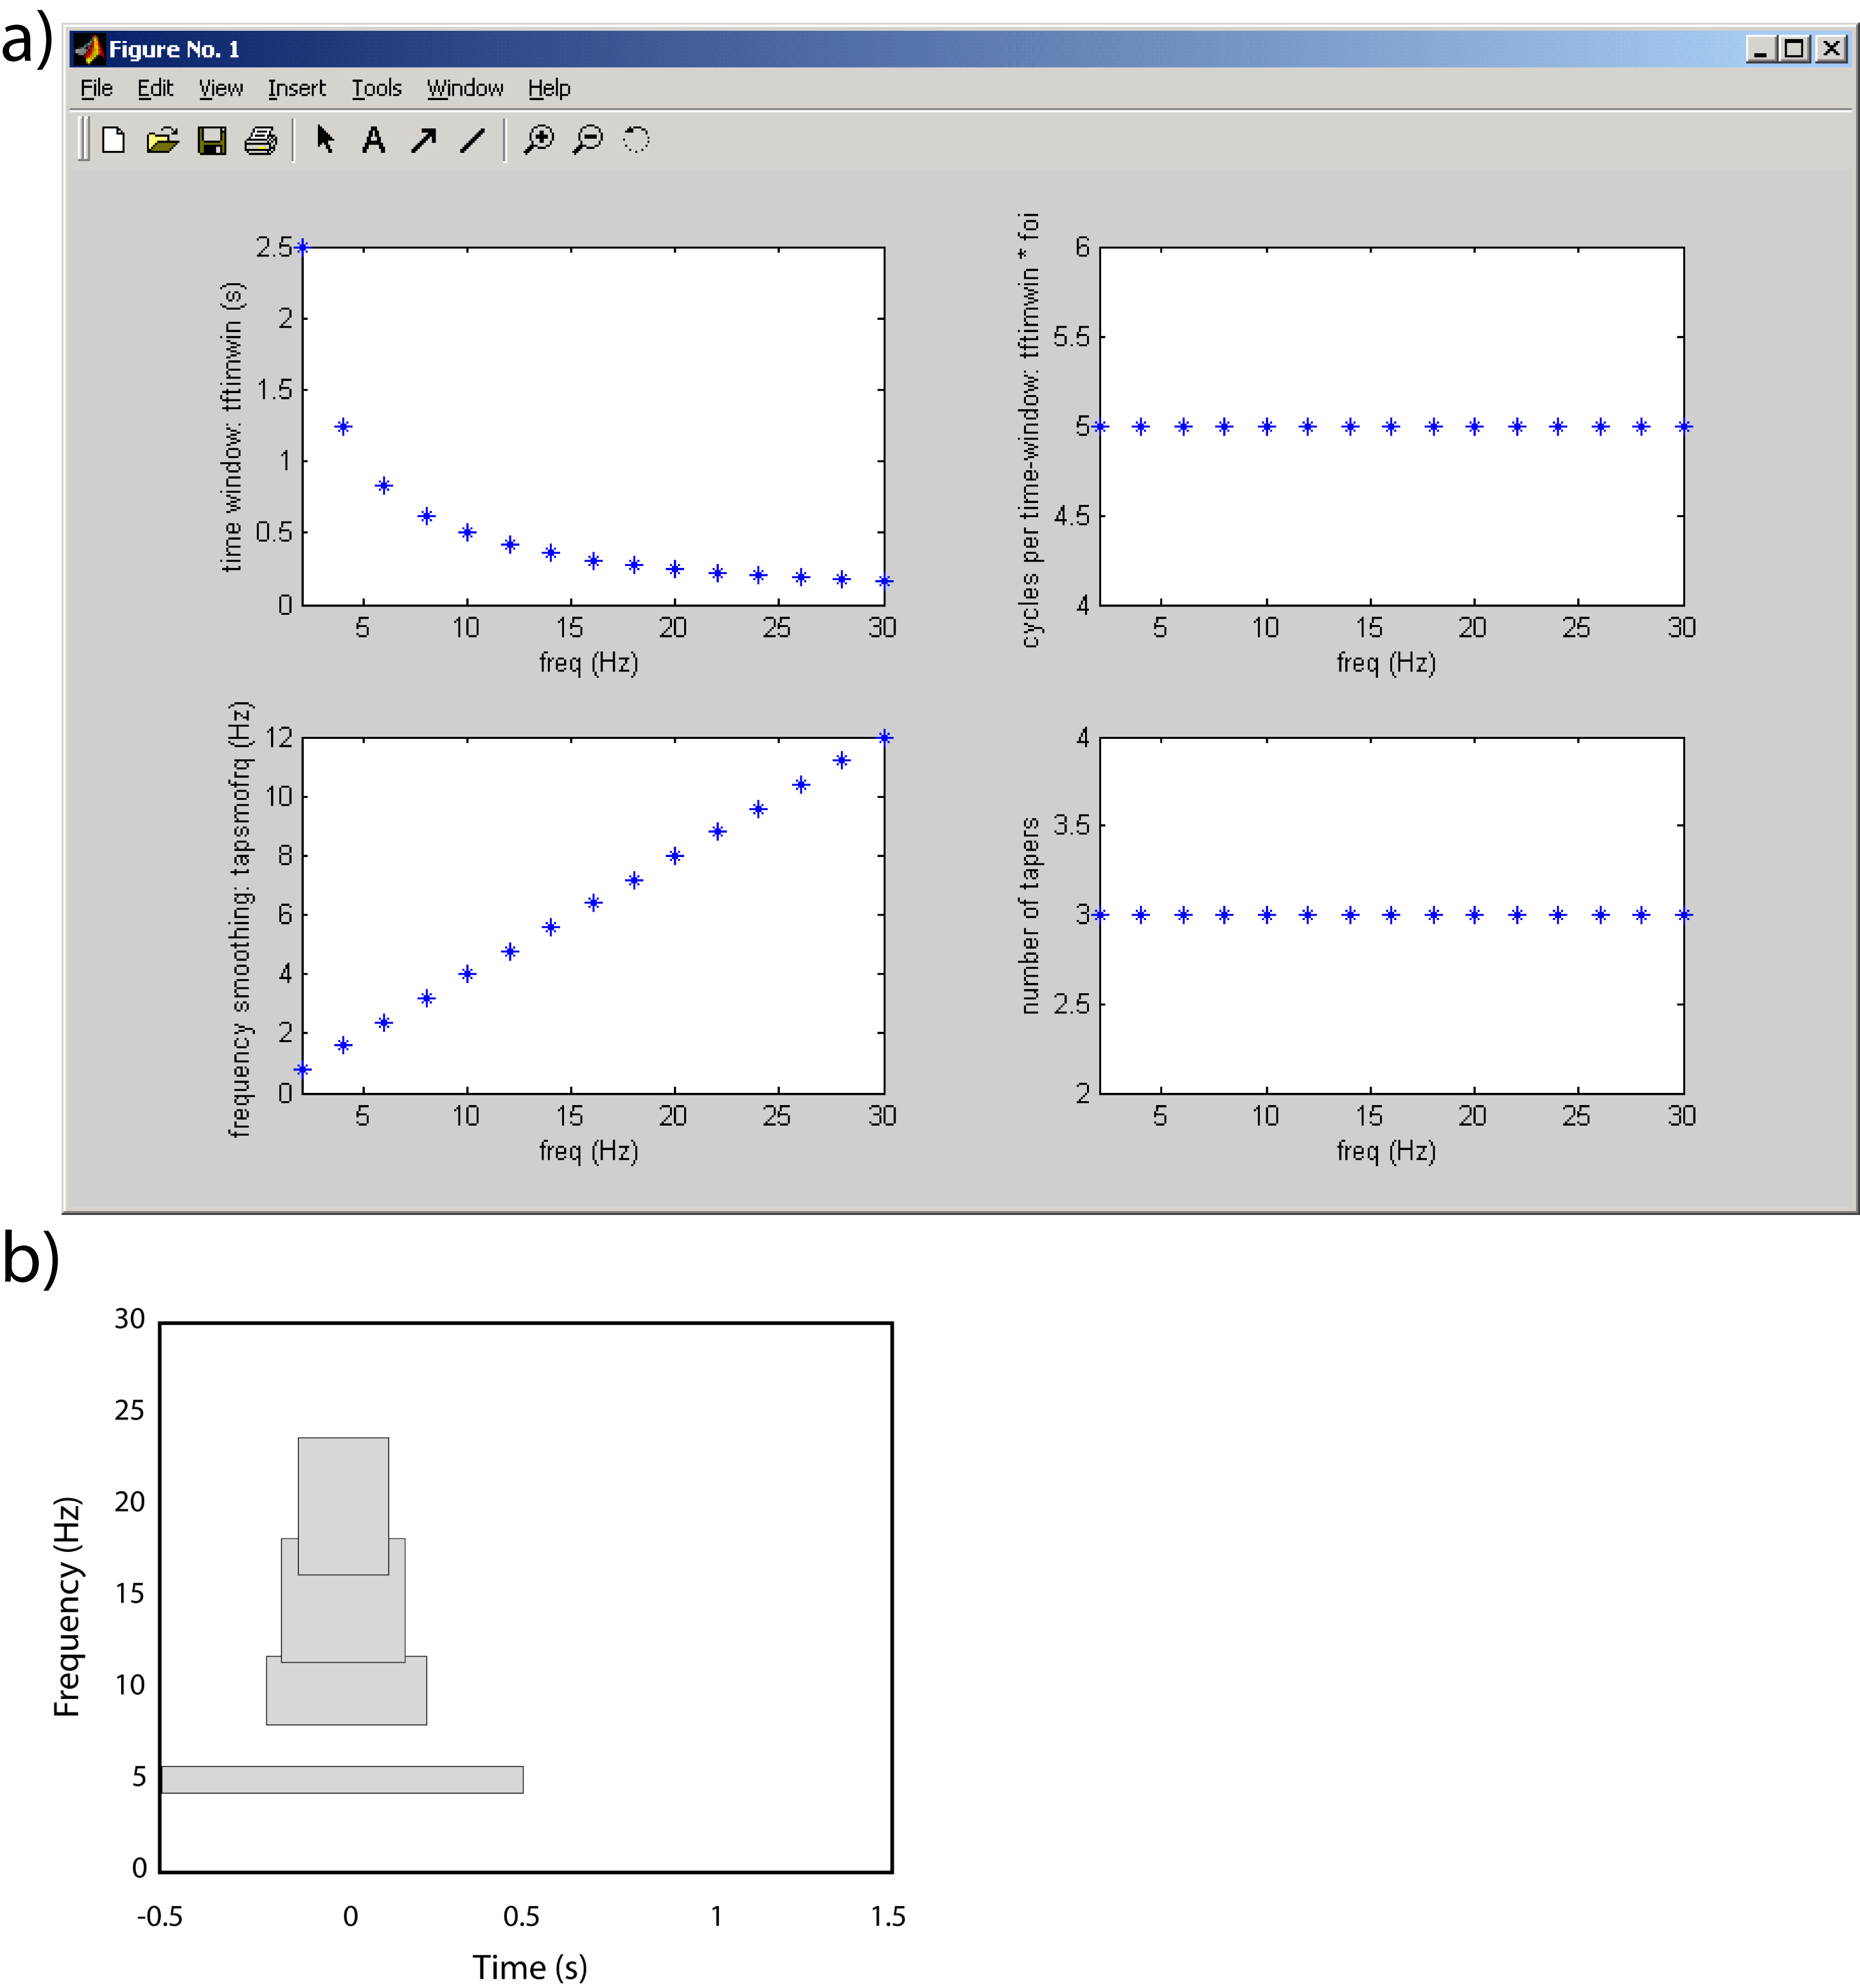 a)
Figure No. 1
File Edit View Insert Tools Window Help
A
time window: tftimwin (s)
2.5
2
1.5
1
0.5
0
5 10 15 20 25 30
freq (Hz)
cycles per time-window: tftimwin * foi
6
5.5
5
4.5
4
5 10 15 20 25 30
freq (Hz)
frequency smoothing: tapsmofrq (Hz)
12
10
8
6
4
2
0
5 10 15 20 25 30
freq (Hz)
number of tapers
4
3.5
3
2.5
2
5 10 15 20 25 30
freq (Hz)
b)
Frequency (Hz)
30
25
20
15
10
5
0
-0.5 0 0.5 1 1.5
Time (s)